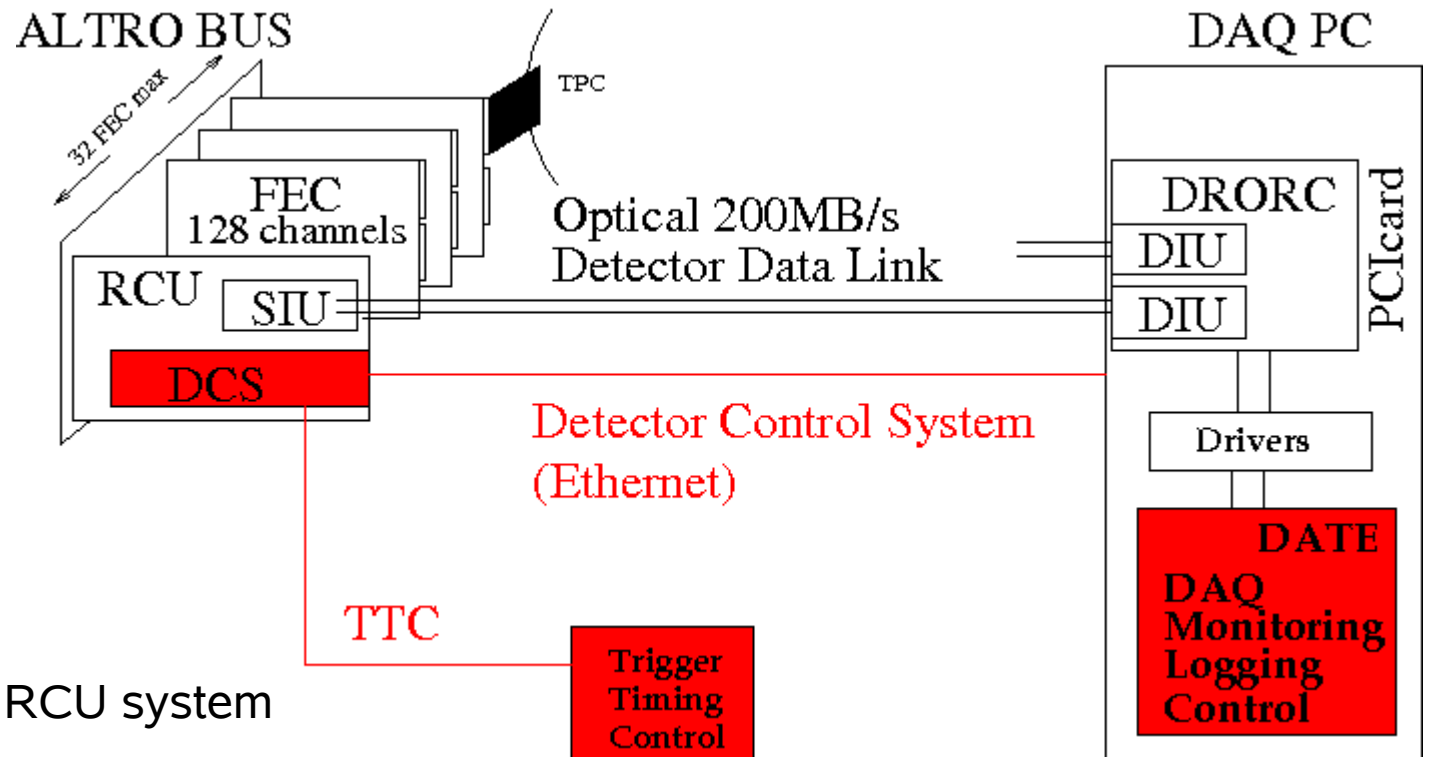 ALTRO BUS
32 FEC max
TPC
FEC
128 channels
RCU
SIU
DCS
Optical 200MB/s
Detector Data Link
Detector Control System
(Ethernet)
TTC
Trigger
Timing
Control
RCU system
DAQ PC
DRORC
DIU
DIU
PCIcard
Drivers
DATE
DAQ
Monitoring
Logging
Control